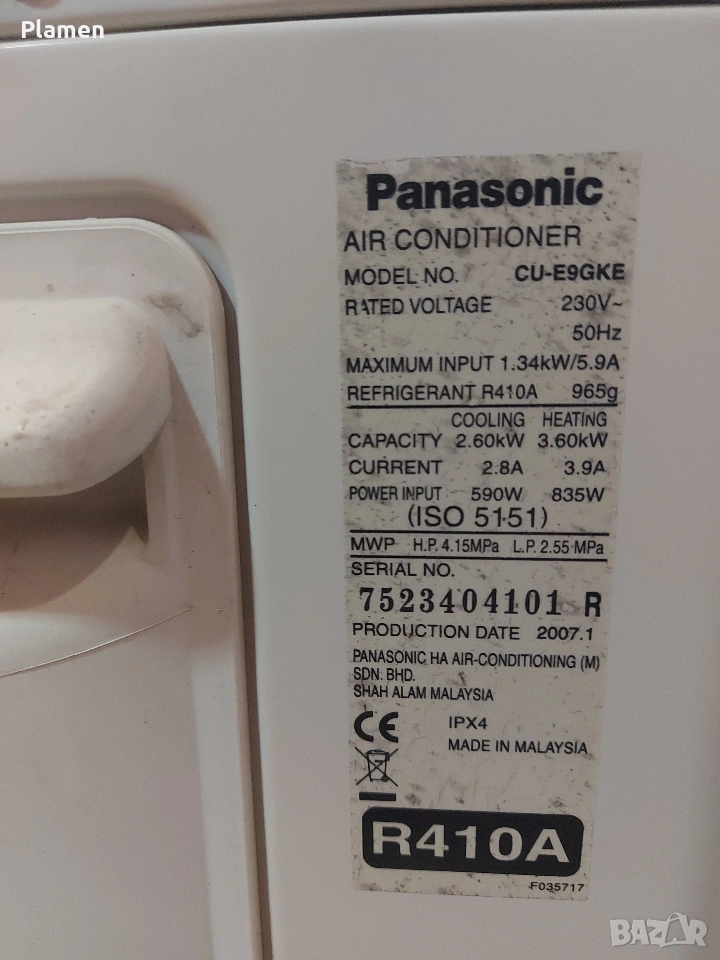 Plamen
Panasonic
AIR CONDITIONER
MODEL NO. CU-E9GKE
RATED VOLTAGE 230V~
50Hz
MAXIMUM INPUT 1.34kW/5.9A
REFRIGERANT R410A 965g
COOLING HEATING
CAPACITY 2.60kW 3.60kW
CURRENT 2.8A 3.9A
POWER INPUT 590W 835W
(ISO 5151)
MWP H.P. 4.15MPa L.P. 2.55 MPa
SERIAL NO.
7523404101 R
PRODUCTION DATE 2007.1
PANASONIC HA AIR-CONDITIONING (M)
SDN. BHD.
SHAH ALAM MALAYSIA
CE IPX4
MADE IN MALAYSIA
R410A
F035717
BAZAR